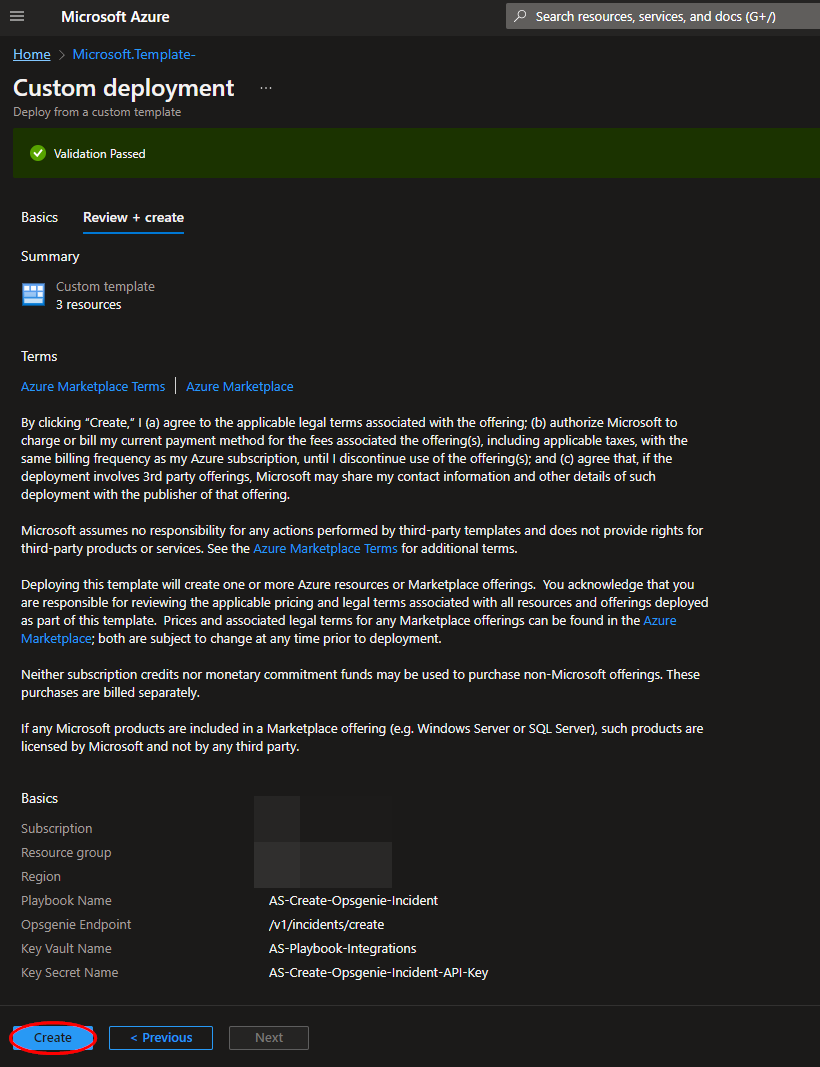 Microsoft Azure
Search resources, services, and docs (G+/)
Home > Microsoft.Template-
Custom deployment ...
Deploy from a custom template
Validation Passed
Basics Review + create
Summary
Custom template
3 resources
Terms
Azure Marketplace Terms | Azure Marketplace
By clicking “Create,” I (a) agree to the applicable legal terms associated with the offering; (b) authorize Microsoft to
charge or bill my current payment method for the fees associated the offering(s), including applicable taxes, with the
same billing frequency as my Azure subscription, until I discontinue use of the offering(s); and (c) agree that, if the
deployment involves 3rd party offerings, Microsoft may share my contact information and other details of such
deployment with the publisher of that offering.
Microsoft assumes no responsibility for any actions performed by third-party templates and does not provide rights for
third-party products or services. See the Azure Marketplace Terms for additional terms.
Deploying this template will create one or more Azure resources or Marketplace offerings.  You acknowledge that you
are responsible for reviewing the applicable pricing and legal terms associated with all resources and offerings deployed
as part of this template.  Prices and associated legal terms for any Marketplace offerings can be found in the Azure
Marketplace; both are subject to change at any time prior to deployment.
Neither subscription credits nor monetary commitment funds may be used to purchase non-Microsoft offerings. These
purchases are billed separately.
If any Microsoft products are included in a Marketplace offering (e.g. Windows Server or SQL Server), such products are
licensed by Microsoft and not by any third party.
Basics
Subscription
Resource group
Region
Playbook Name AS-Create-Opsgenie-Incident
Opsgenie Endpoint /v1/incidents/create
Key Vault Name AS-Playbook-Integrations
Key Secret Name AS-Create-Opsgenie-Incident-API-Key
Create < Previous Next